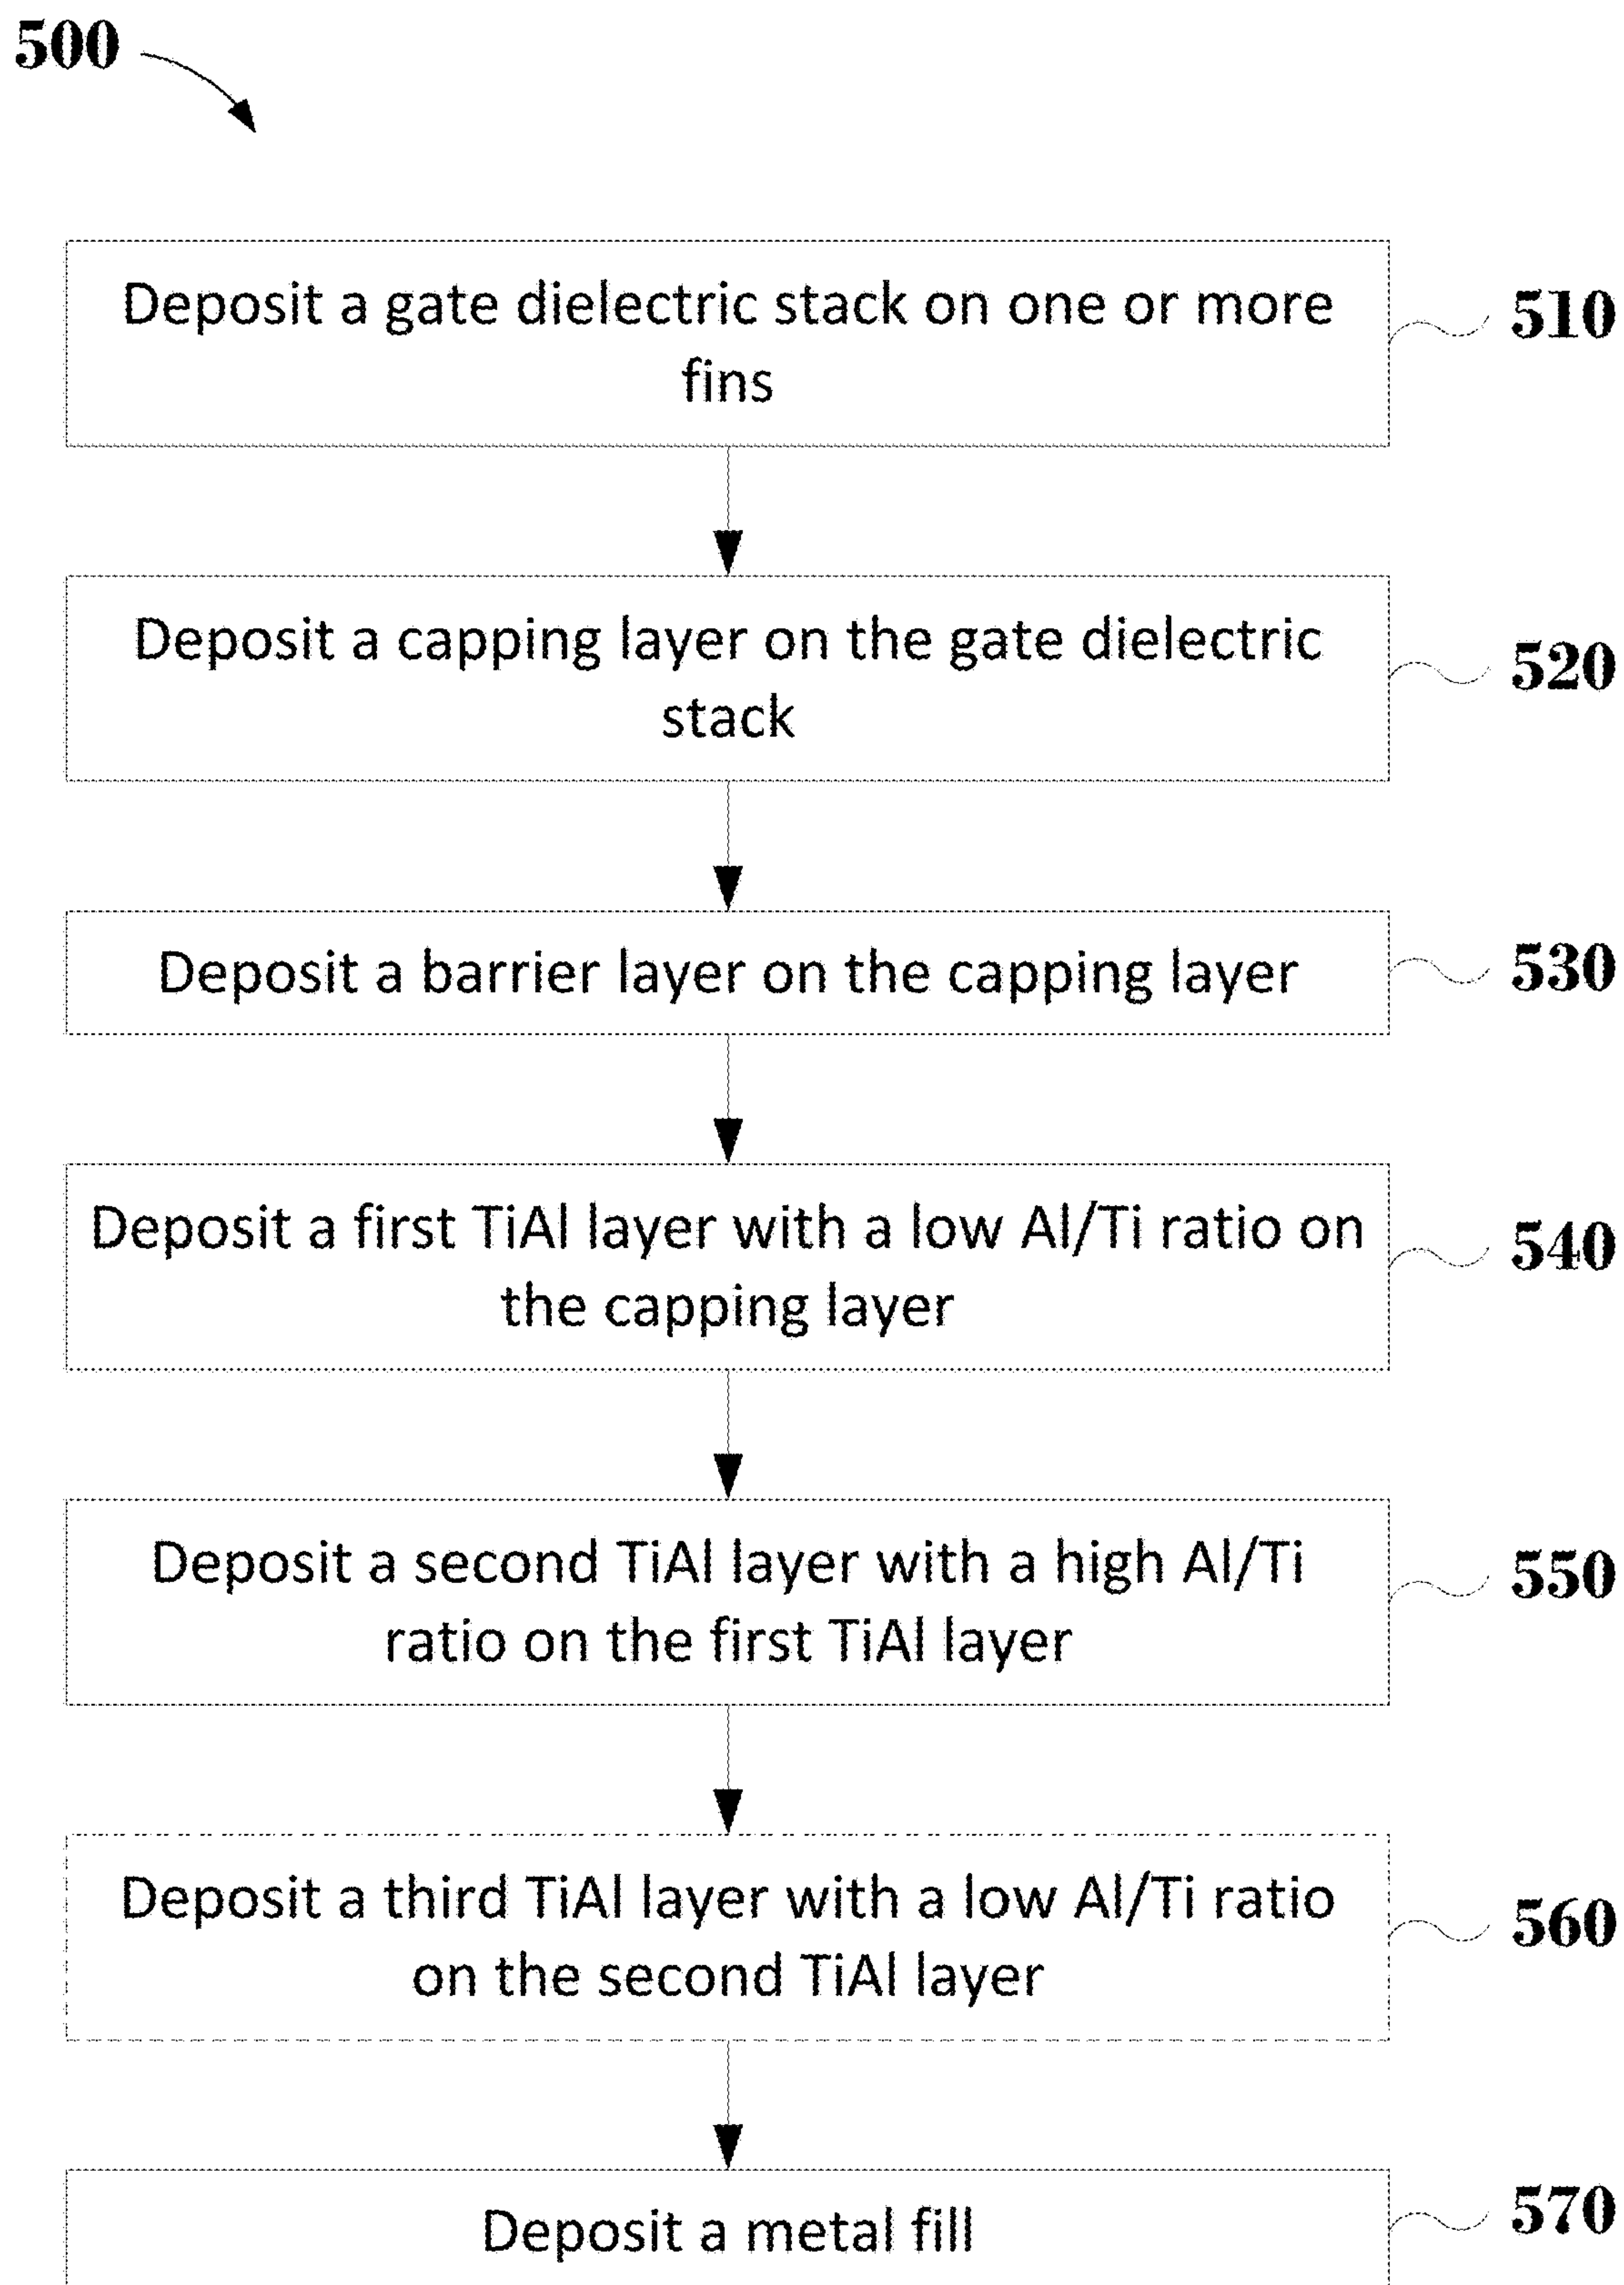 500
Deposit a gate dielectric stack on one or more
fins
510
Deposit a capping layer on the gate dielectric
stack
520
Deposit a barrier layer on the capping layer
530
Deposit a first TiAl layer with a low Al/Ti ratio on
the capping layer
540
Deposit a second TiAl layer with a high Al/Ti
ratio on the first TiAl layer
550
Deposit a third TiAl layer with a low Al/Ti ratio
on the second TiAl layer
560
Deposit a metal fill
570